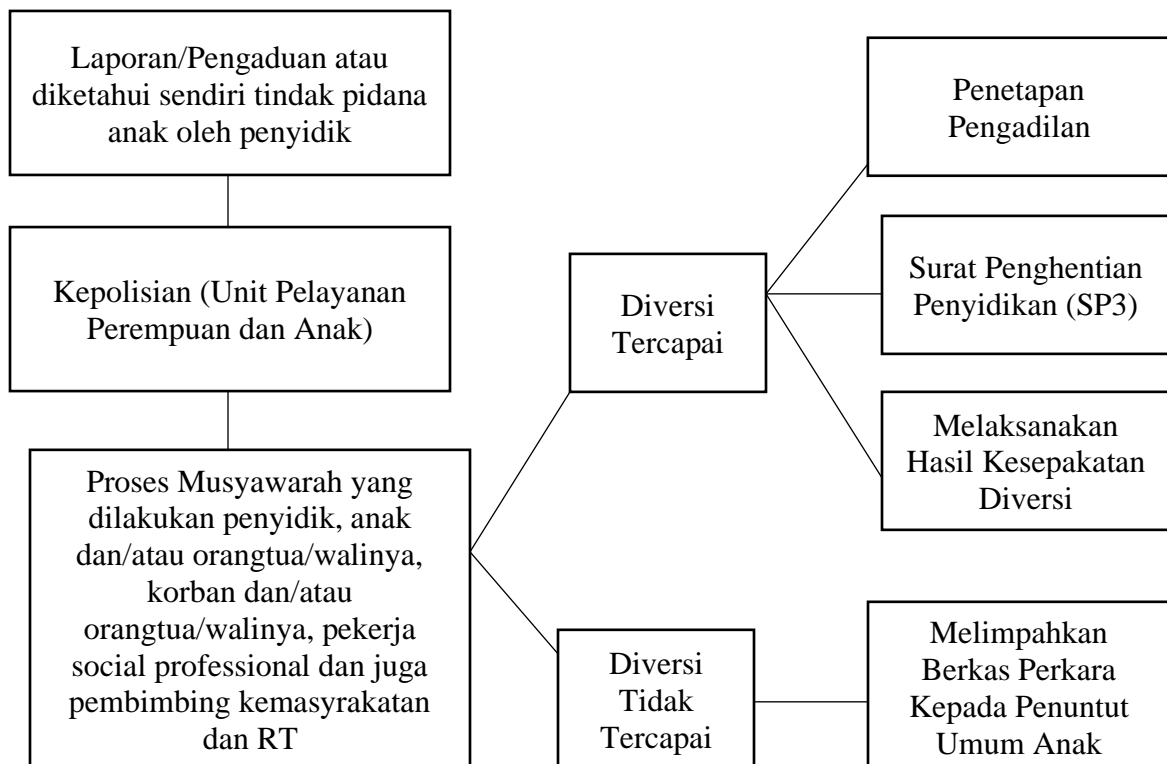 Laporan/Pengaduan atau
diketahui sendiri tindak pidana
anak oleh penyidik
Kepolisian (Unit Pelayanan
Perempuan dan Anak)
Proses Musyawarah yang
dilakukan penyidik, anak
dan/atau orangtua/walinya,
korban dan/atau
orangtua/walinya, pekerja
social professional dan juga
pembimbing kemasyrakatan
dan RT
Diversi
Tercapai
Penetapan
Pengadilan
Surat Penghentian
Penyidikan (SP3)
Melaksanakan
Hasil Kesepakatan
Diversi
Diversi
Tidak
Tercapai
Melimpahkan
Berkas Perkara
Kepada Penuntut
Umum Anak